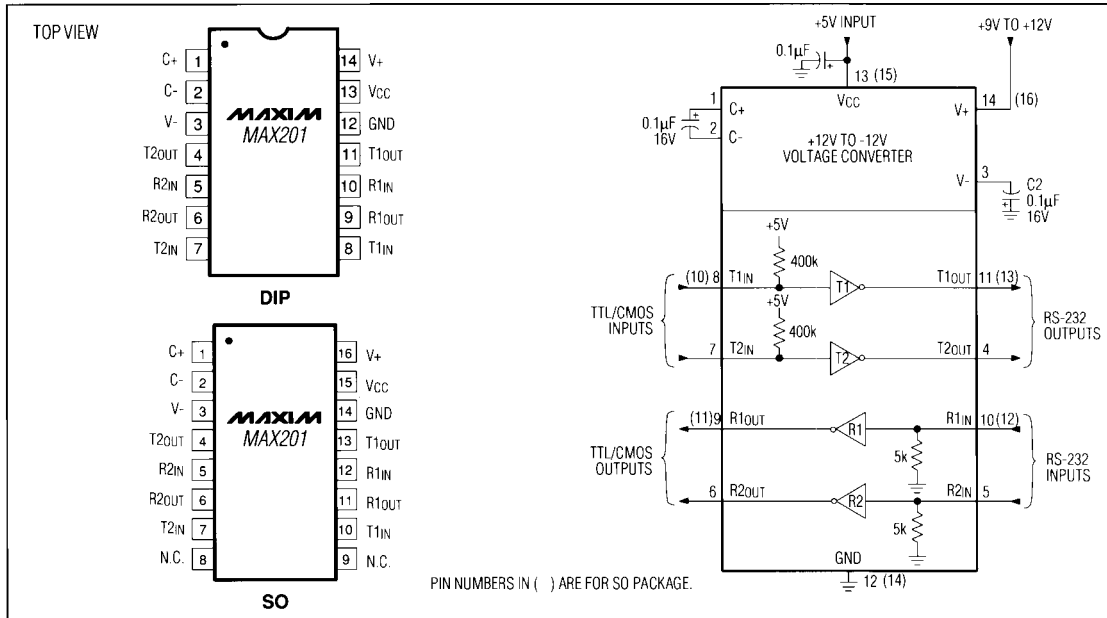 TOP VIEW
C+ 1
C- 2
V- 3
T2OUT 4
R2IN 5
R2OUT 6
T2IN 7
MAXIM
MAX201
14 V+
13 VCC
12 GND
11 T1OUT
10 R1IN
9 R1OUT
8 T1IN
DIP
C+ 1
C- 2
V- 3
T2OUT 4
R2IN 5
R2OUT 6
T2IN 7
N.C. 8
MAXIM
MAX201
16 V+
15 VCC
14 GND
13 T1OUT
12 R1IN
11 R1OUT
10 T1IN
9 N.C.
SO
+5V INPUT
+9V TO +12V
0.1µF
+
13 (15)
VCC
1 C+
2 C-
0.1µF
16V
+
V+ 14 (16)
+12V TO -12V
VOLTAGE CONVERTER
V- 3
C2
0.1µF
16V
+
+5V
400k
(10) 8 T1IN
T1
T1OUT 11 (13)
+5V
400k
TTL/CMOS
INPUTS
RS-232
OUTPUTS
7 T2IN
T2
T2OUT 4
(11) 9 R1OUT
R1
R1IN 10 (12)
5k
TTL/CMOS
OUTPUTS
RS-232
INPUTS
6 R2OUT
R2
R2IN 5
5k
GND
12 (14)
PIN NUMBERS IN ( ) ARE FOR SO PACKAGE.